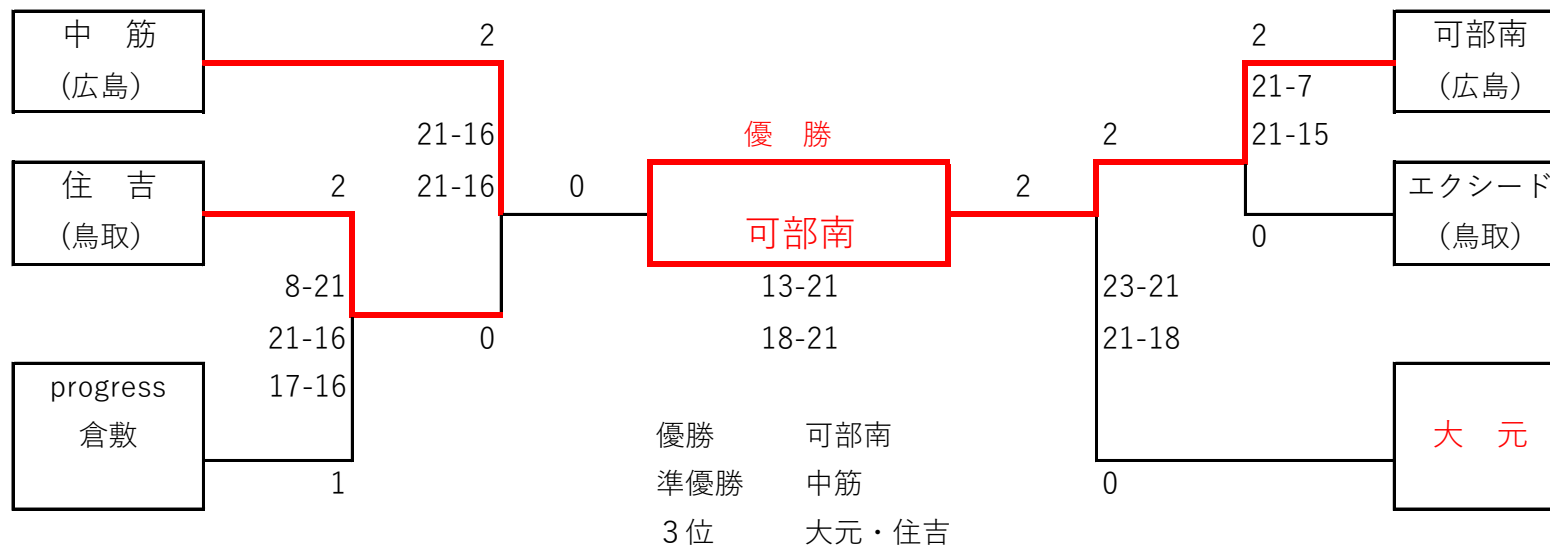 中　筋
(広島)
2
2
可部南
(広島)
21-7
21-16
優　勝
2
21-15
住　吉
(鳥取)
2
21-16
0
可部南
2
エクシード
(鳥取)
0
8-21
13-21
23-21
21-16
0
18-21
21-18
progress
倉敷
17-16
1
大　元
0
優勝　可部南
準優勝　中筋
３位　大元・住吉